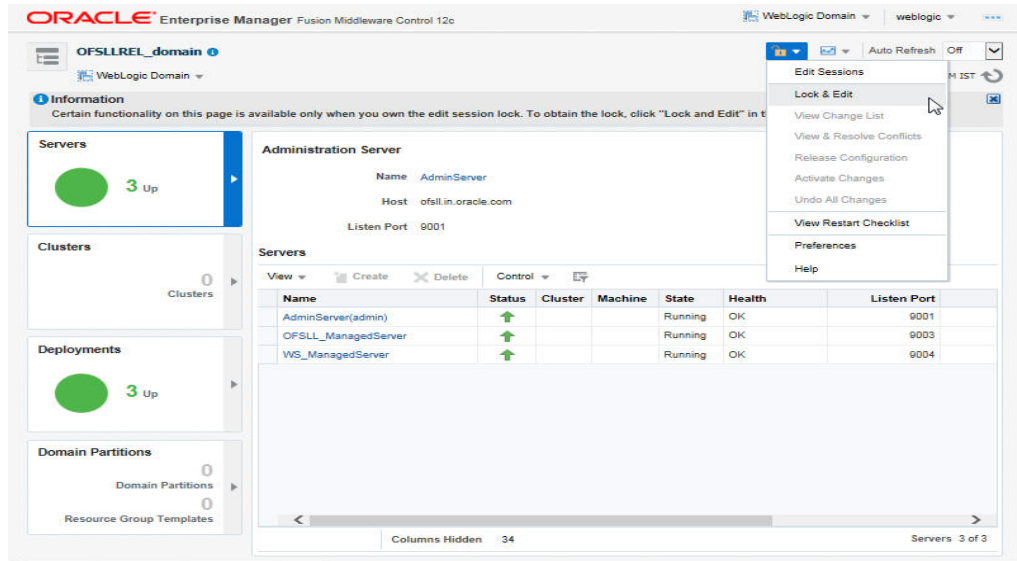 ORACLE Enterprise Manager Fusion Middleware Control 12c
WebLogic Domain
weblogic
OFSLLREL_domain
WebLogic Domain
Auto Refresh Off
M IST
Information
Certain functionality on this page is available only when you own the edit session lock. To obtain the lock, click "Lock and Edit" in t
Edit Sessions
Lock & Edit
View Change List
View & Resolve Conflicts
Release Configuration
Activate Changes
Undo All Changes
View Restart Checklist
Preferences
Help
Servers
3 Up
Clusters
0
Clusters
Deployments
3 Up
Domain Partitions
0
Domain Partitions
0
Resource Group Templates
Administration Server
Name AdminServer
Host ofsll.in.oracle.com
Listen Port 9001
Servers
View Create Delete Control
Name Status Cluster Machine State Health Listen Port
AdminServer(admin) Running OK 9001
OFSLL_ManagedServer Running OK 9003
WS_ManagedServer Running OK 9004
Columns Hidden 34
Servers 3 of 3